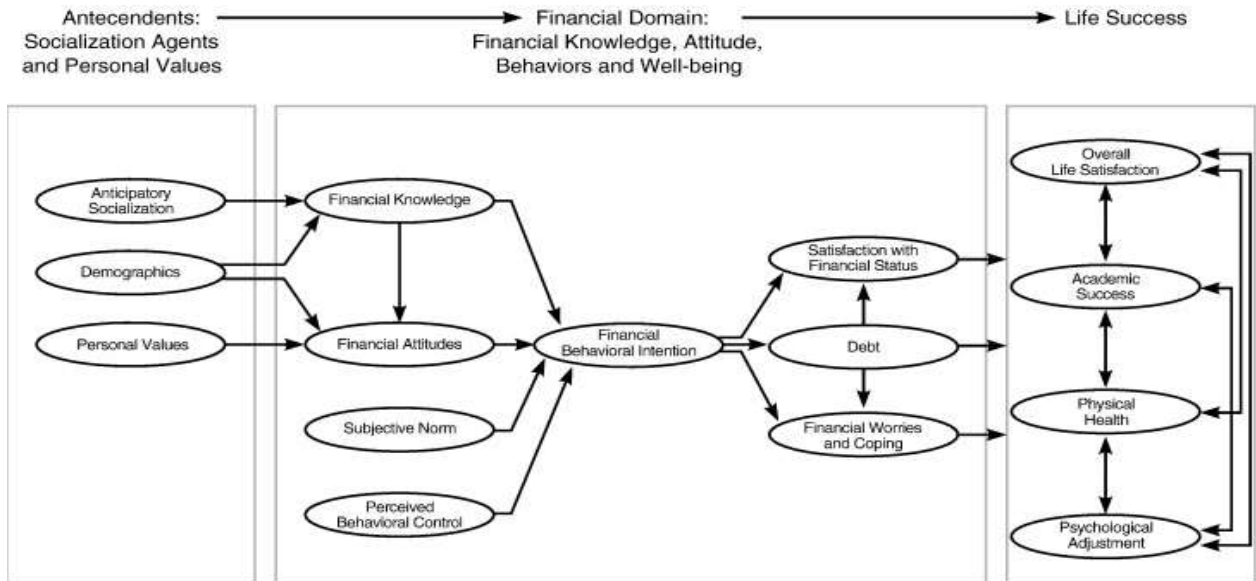 Antecendents:
Socialization Agents
and Personal Values
Financial Domain:
Financial Knowledge, Attitude,
Behaviors and Well-being
Life Success
Anticipatory
Socialization
Demographics
Personal Values
Financial Knowledge
Financial Attitudes
Subjective Norm
Perceived
Behavioral Control
Financial
Behavioral Intention
Satisfaction with
Financial Status
Debt
Financial Worries
and Coping
Overall
Life Satisfaction
Academic
Success
Physical
Health
Psychological
Adjustment